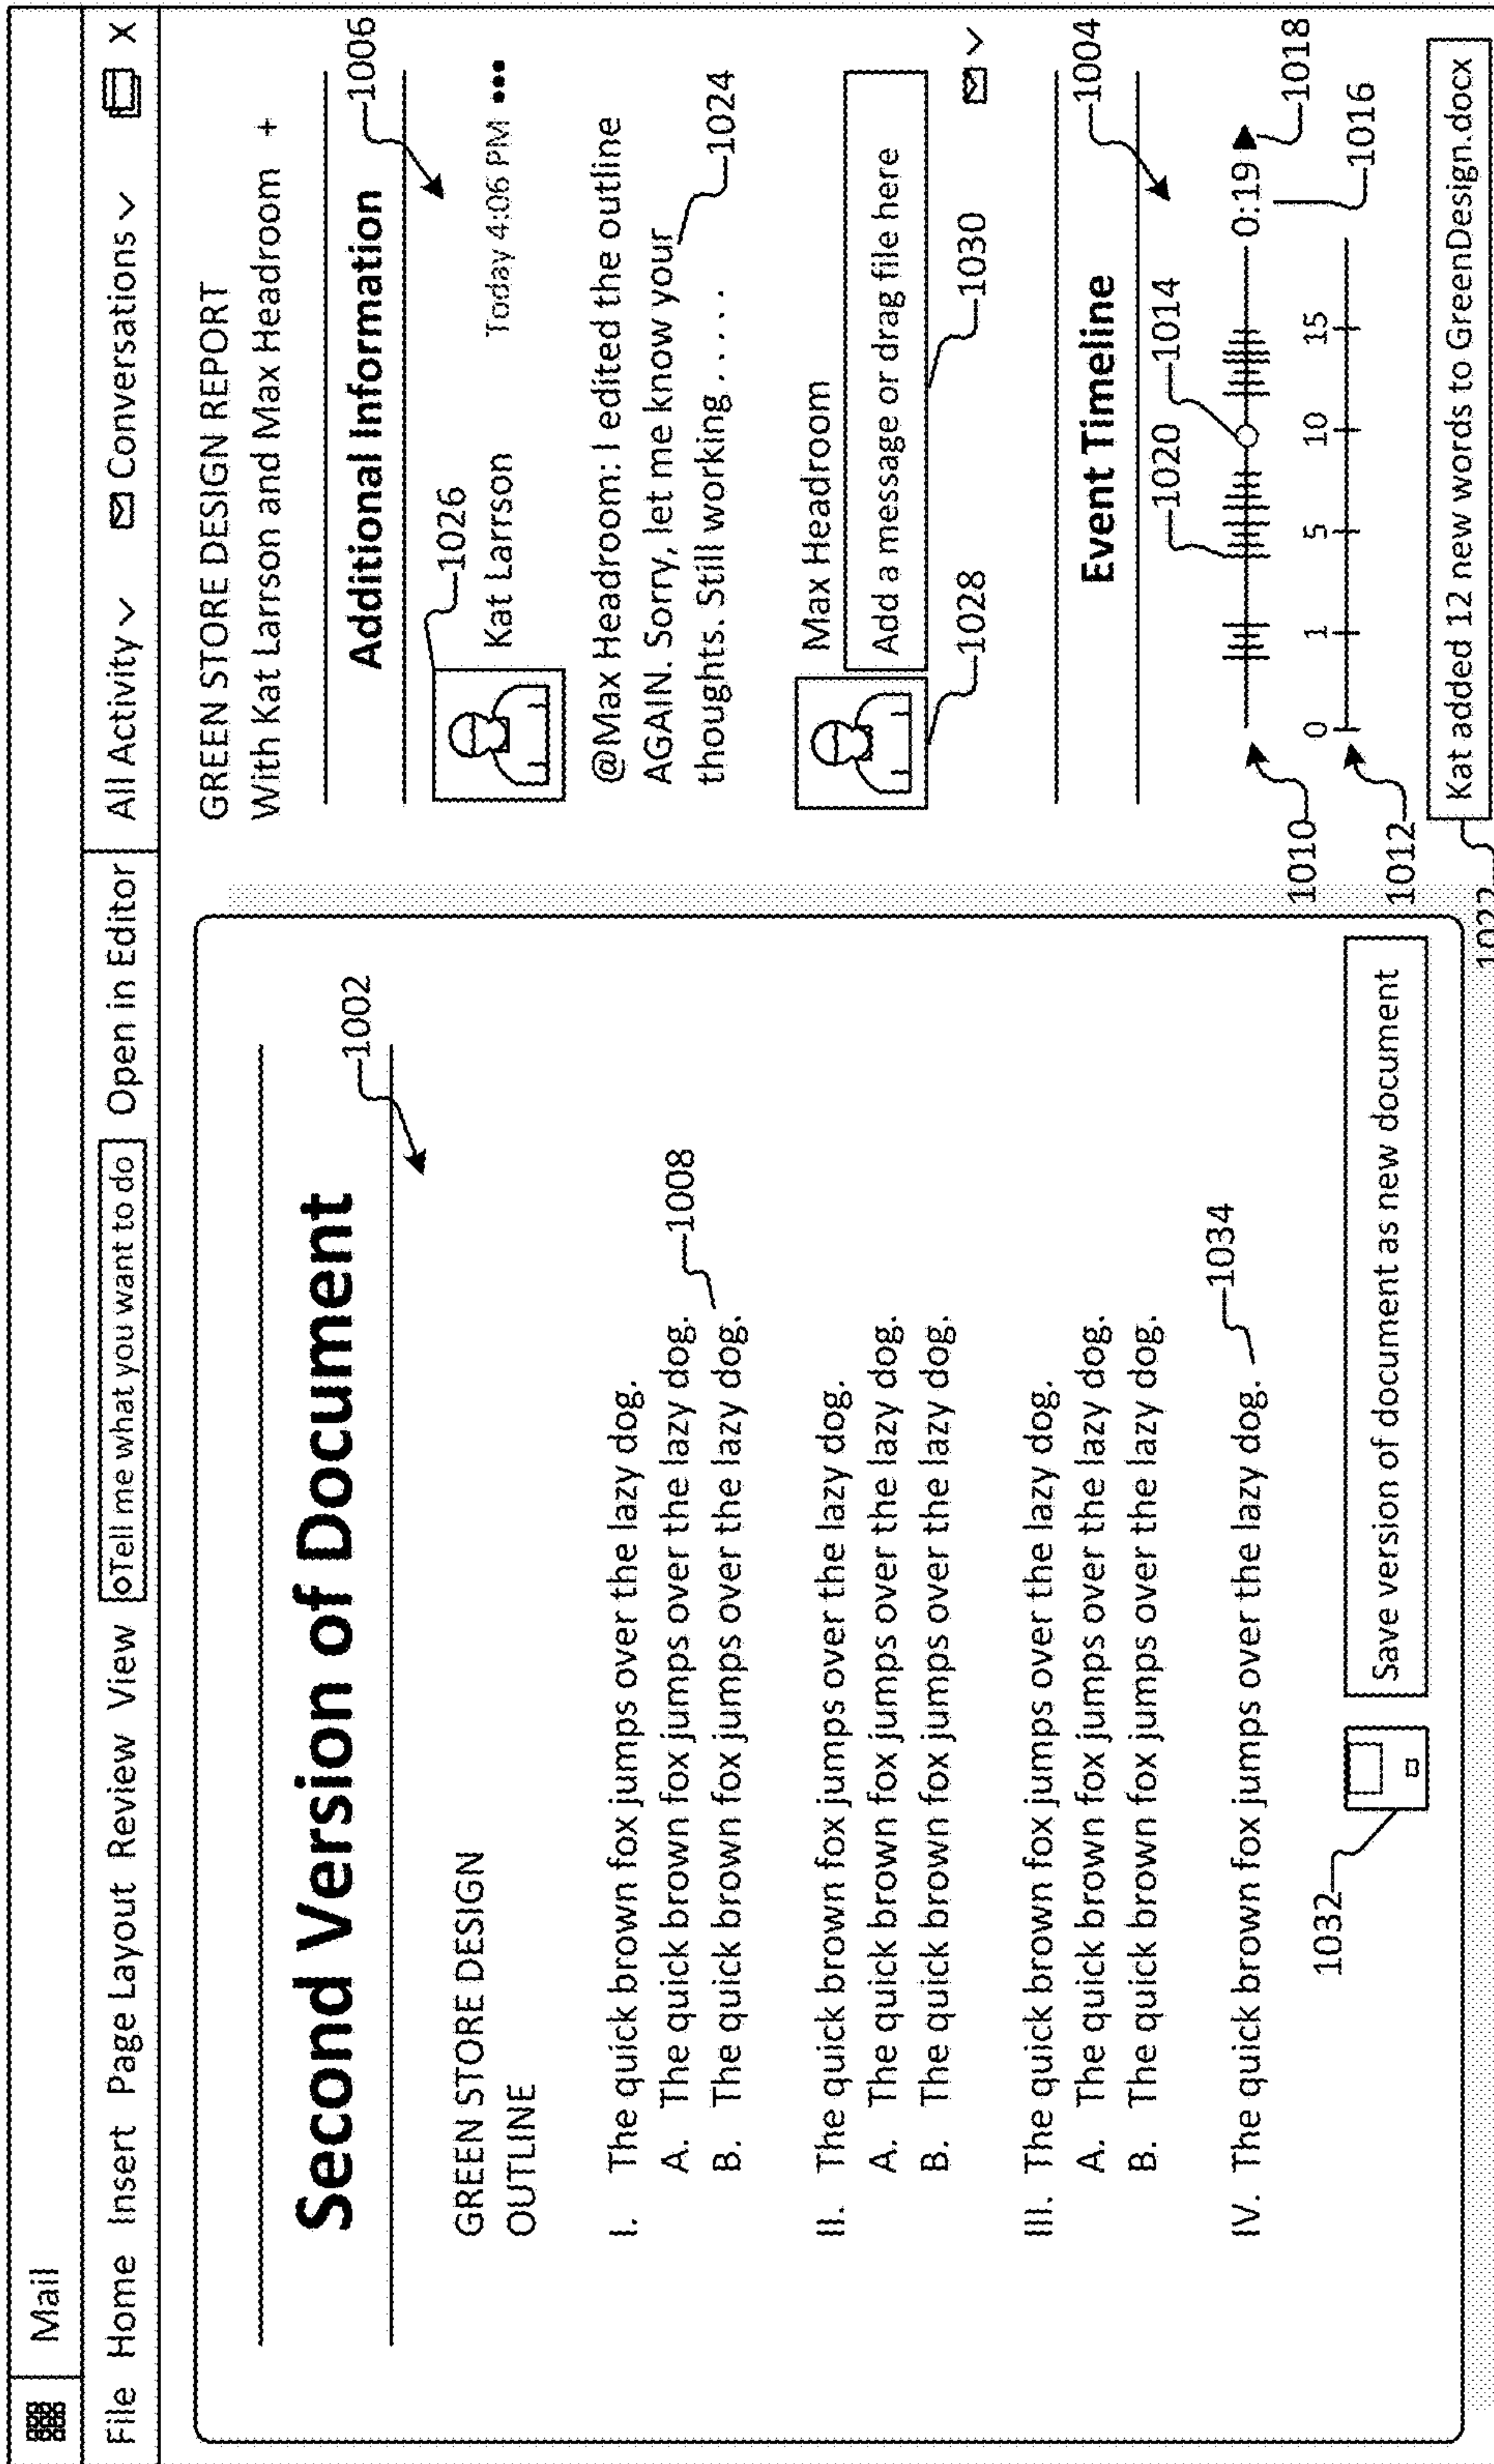 Mail
File Home Insert Page Layout Review View Tell me what you want to do Open in Editor All Activity Conversations X
Second Version of Document
1002
GREEN STORE DESIGN
OUTLINE
I. The quick brown fox jumps over the lazy dog.
A. The quick brown fox jumps over the lazy dog.
1008
B. The quick brown fox jumps over the lazy dog.
II. The quick brown fox jumps over the lazy dog.
A. The quick brown fox jumps over the lazy dog.
B. The quick brown fox jumps over the lazy dog.
III. The quick brown fox jumps over the lazy dog.
A. The quick brown fox jumps over the lazy dog.
B. The quick brown fox jumps over the lazy dog.
1034
IV. The quick brown fox jumps over the lazy dog.
1032
Save version of document as new document
GREEN STORE DESIGN REPORT
With Kat Larrson and Max Headroom +
1006
Additional Information
1026
Kat Larrson Today 4:06 PM •••
@Max Headroom: I edited the outline
AGAIN. Sorry, let me know your
thoughts. Still working . . . . .
1024
Max Headroom
Add a message or drag file here
1028
1030
1004
Event Timeline
1020
1014
0:19
1018
1010
1016
0 1 5 10 15
1012
Kat added 12 new words to GreenDesign.docx
1022